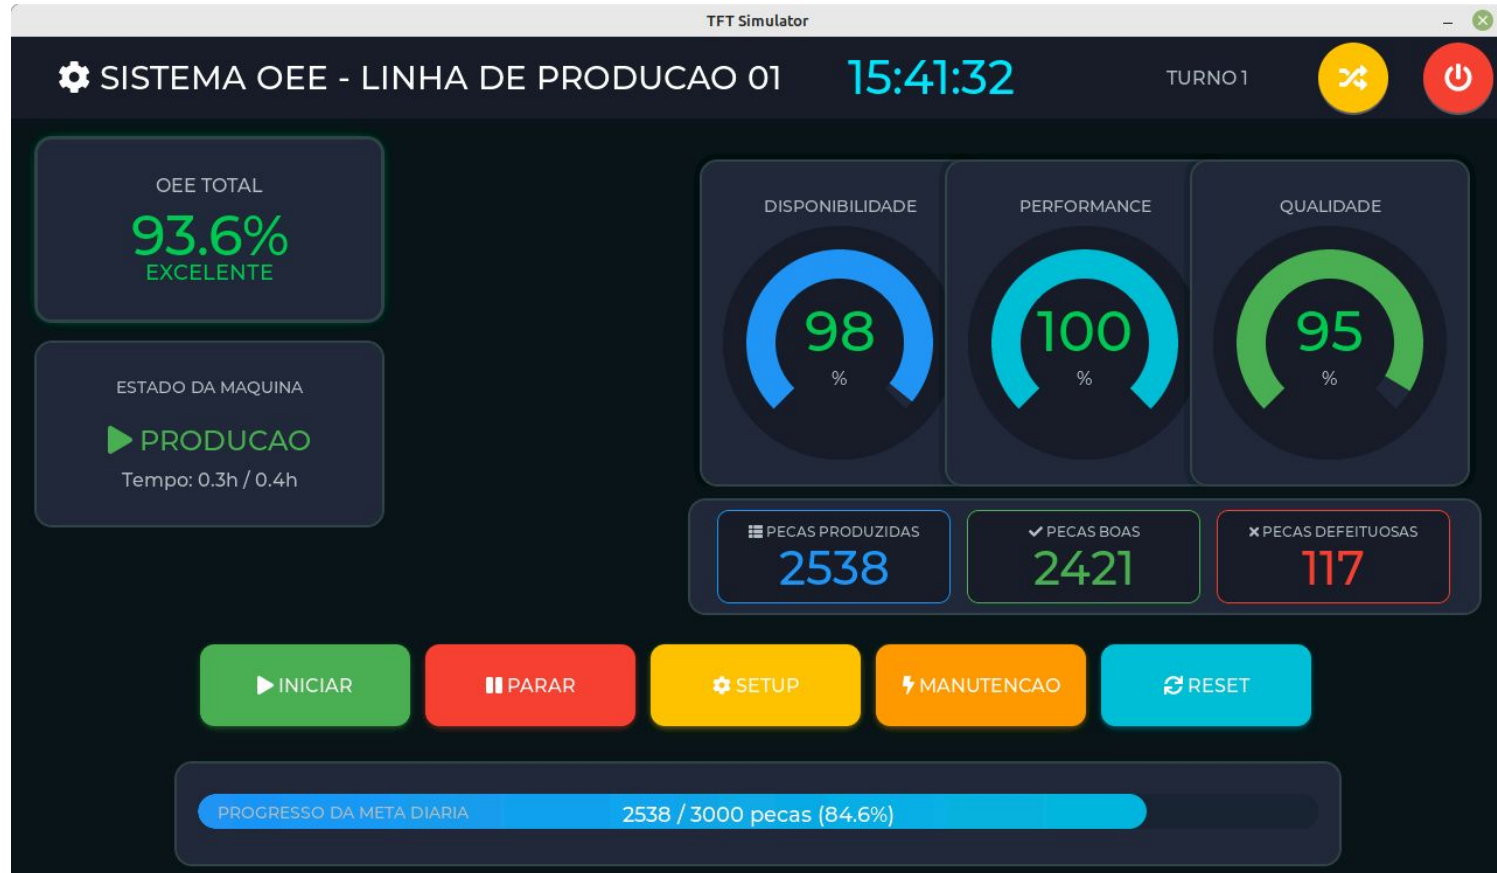 TFT Simulator
SISTEMA OEE - LINHA DE PRODUCAO 01
15:41:32
TURNO 1
OEE TOTAL
93.6%
EXCELENTE
ESTADO DA MAQUINA
PRODUCAO
Tempo: 0.3h / 0.4h
DISPONIBILIDADE
98
%
PERFORMANCE
100
%
QUALIDADE
95
%
PECAS PRODUZIDAS
2538
PECAS BOAS
2421
PECAS DEFEITUOSAS
117
INICIAR
PARAR
SETUP
MANUTENCAO
RESET
PROGRESSO DA META DIARIA
2538 / 3000 pecas (84.6%)